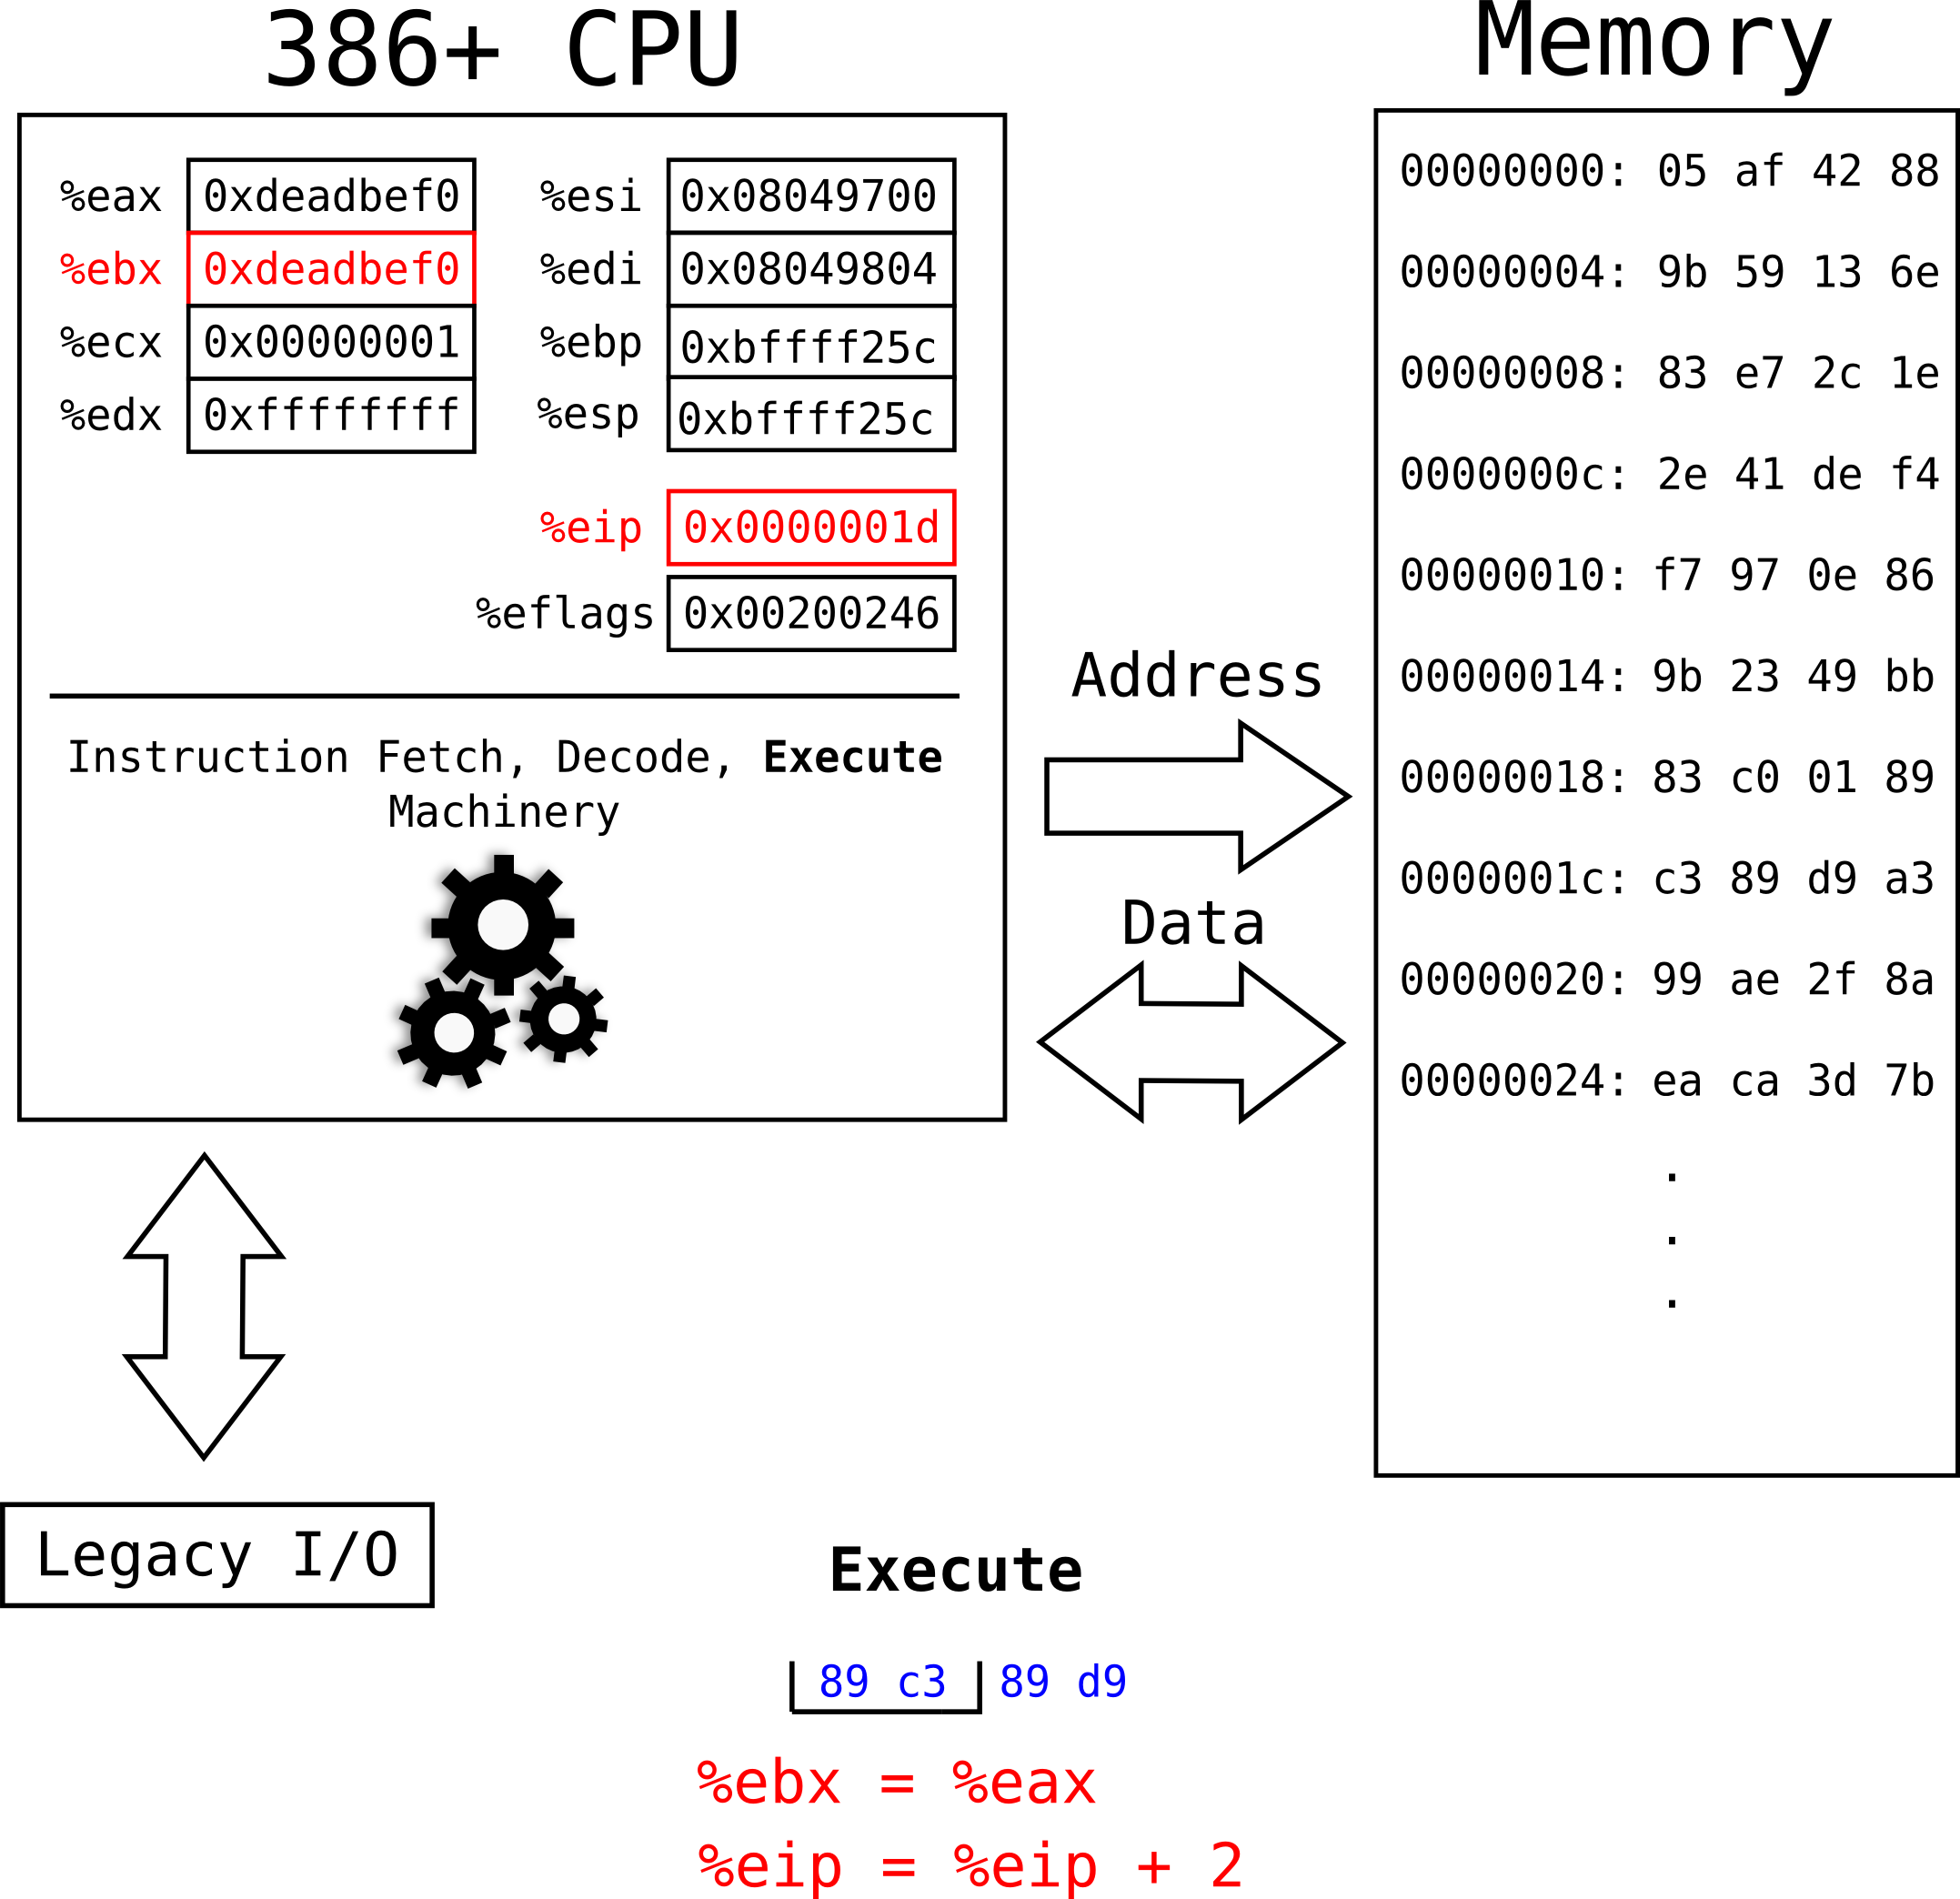 386+ CPU
%eax 0xdeadbef0
%ebx 0xdeadbef0
%ecx 0x00000001
%edx 0xffffffff
%esi 0x08049700
%edi 0x08049804
%ebp 0xbffff25c
%esp 0xbffff25c
%eip 0x0000001d
%eflags 0x00200246
Instruction Fetch, Decode, Execute
Machinery
Address
Data
Memory
00000000: 05 af 42 88
00000004: 9b 59 13 6e
00000008: 83 e7 2c 1e
0000000c: 2e 41 de f4
00000010: f7 97 0e 86
00000014: 9b 23 49 bb
00000018: 83 c0 01 89
0000001c: c3 89 d9 a3
00000020: 99 ae 2f 8a
00000024: ea ca 3d 7b
.
.
.
Legacy I/O
Execute
89 c3 89 d9
%ebx = %eax
%eip = %eip + 2